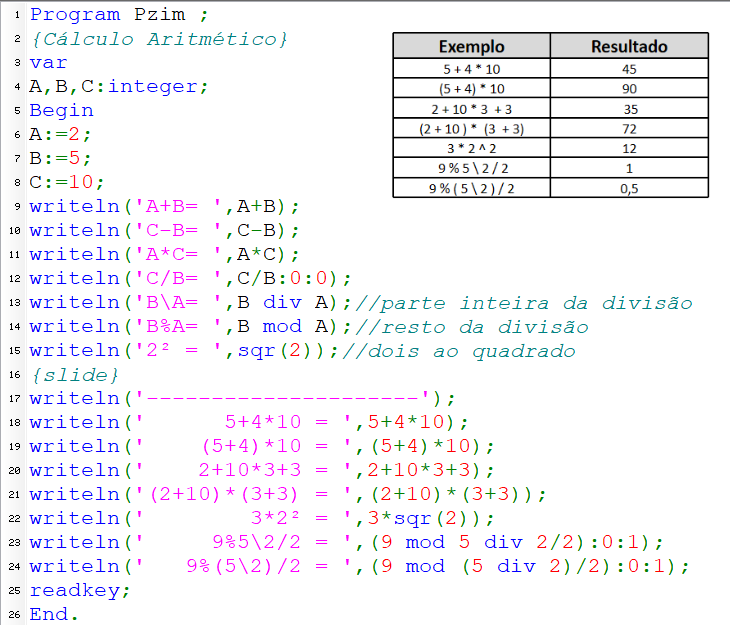 1 Program Pzim ;
2 {Cálculo Aritmético}
3 var
4 A,B,C:integer;
5 Begin
6 A:=2;
7 B:=5;
8 C:=10;
9 writeln('A+B= ',A+B);
10 writeln('C-B= ',C-B);
11 writeln('A*C= ',A*C);
12 writeln('C/B= ',C/B:0:0);
13 writeln('B\A= ',B div A);//parte inteira da divisão
14 writeln('B%A= ',B mod A);//resto da divisão
15 writeln('2² = ',sqr(2));//dois ao quadrado
16 {slide}
17 writeln('---------------------');
18 writeln('      5+4*10 = ',5+4*10);
19 writeln('    (5+4)*10 = ',(5+4)*10);
20 writeln('    2+10*3+3 = ',2+10*3+3);
21 writeln('(2+10)*(3+3) = ',(2+10)*(3+3));
22 writeln('        3*2² = ',3*sqr(2));
23 writeln('     9%5\2/2 = ',(9 mod 5 div 2/2):0:1);
24 writeln('   9%(5\2)/2 = ',(9 mod (5 div 2)/2):0:1);
25 readkey;
26 End.
Exemplo Resultado
5 + 4 * 10 45
(5 + 4) * 10 90
2 + 10 * 3 + 3 35
(2 + 10 ) * (3 + 3) 72
3 * 2 ^ 2 12
9 % 5 \ 2 / 2 1
9 % ( 5 \ 2 ) / 2 0,5